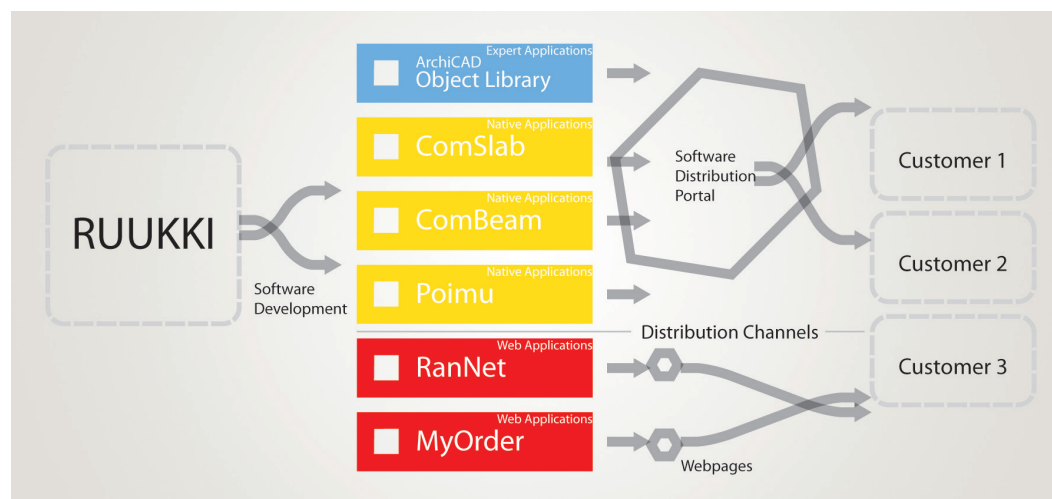 RUUKKI
Software
Development
Expert Applications
ArchiCAD
Object Library
Native Applications
ComSlab
Native Applications
ComBeam
Native Applications
Poimu
Web Applications
RanNet
Web Applications
MyOrder
Software
Distribution
Portal
Distribution Channels
Webpages
Customer 1
Customer 2
Customer 3